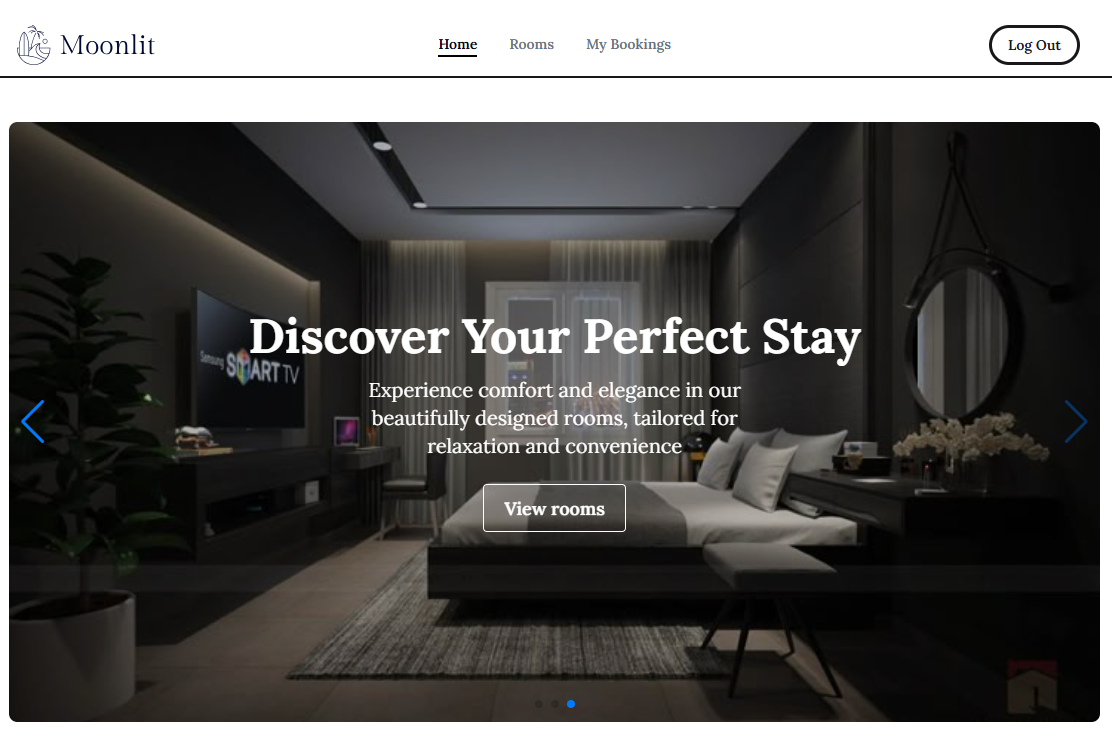 Moonlit
Home
Rooms
My Bookings
Log Out
Discover Your Perfect Stay
Samsung
SMART TV
Experience comfort and elegance in our
beautifully designed rooms, tailored for
relaxation and convenience
View rooms